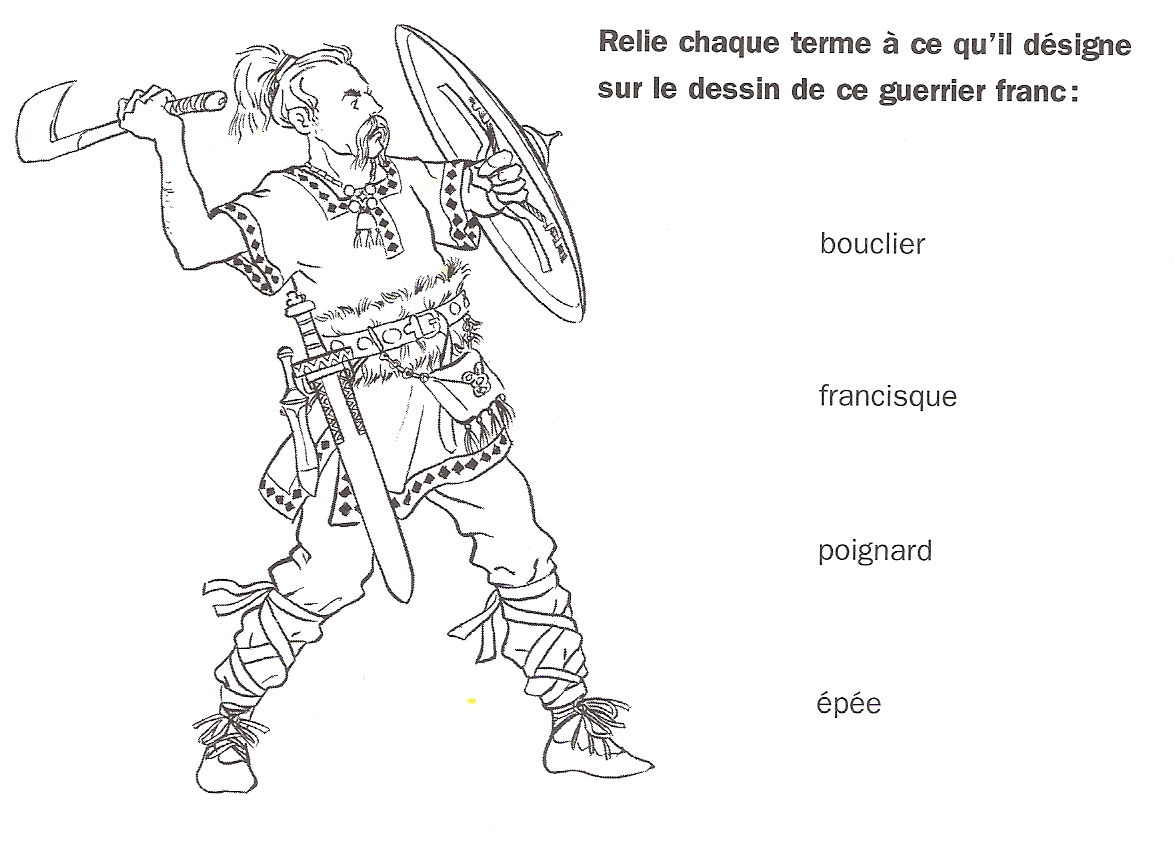 Relie chaque terme à ce qu'il désigne
sur le dessin de ce guerrier franc :
bouclier
francisque
poignard
épée